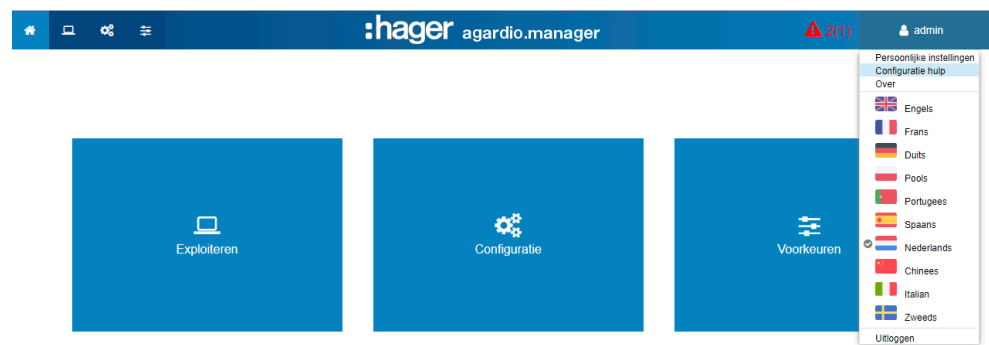 :hager agardio.manager
2(1)
admin
Persoonlijke instellingen
Configuratie hulp
Over
Engels
Frans
Duits
Pools
Portugees
Spaans
Nederlands
Chinees
Italian
Zweeds
Uitloggen
Exploiteren
Configuratie
Voorkeuren